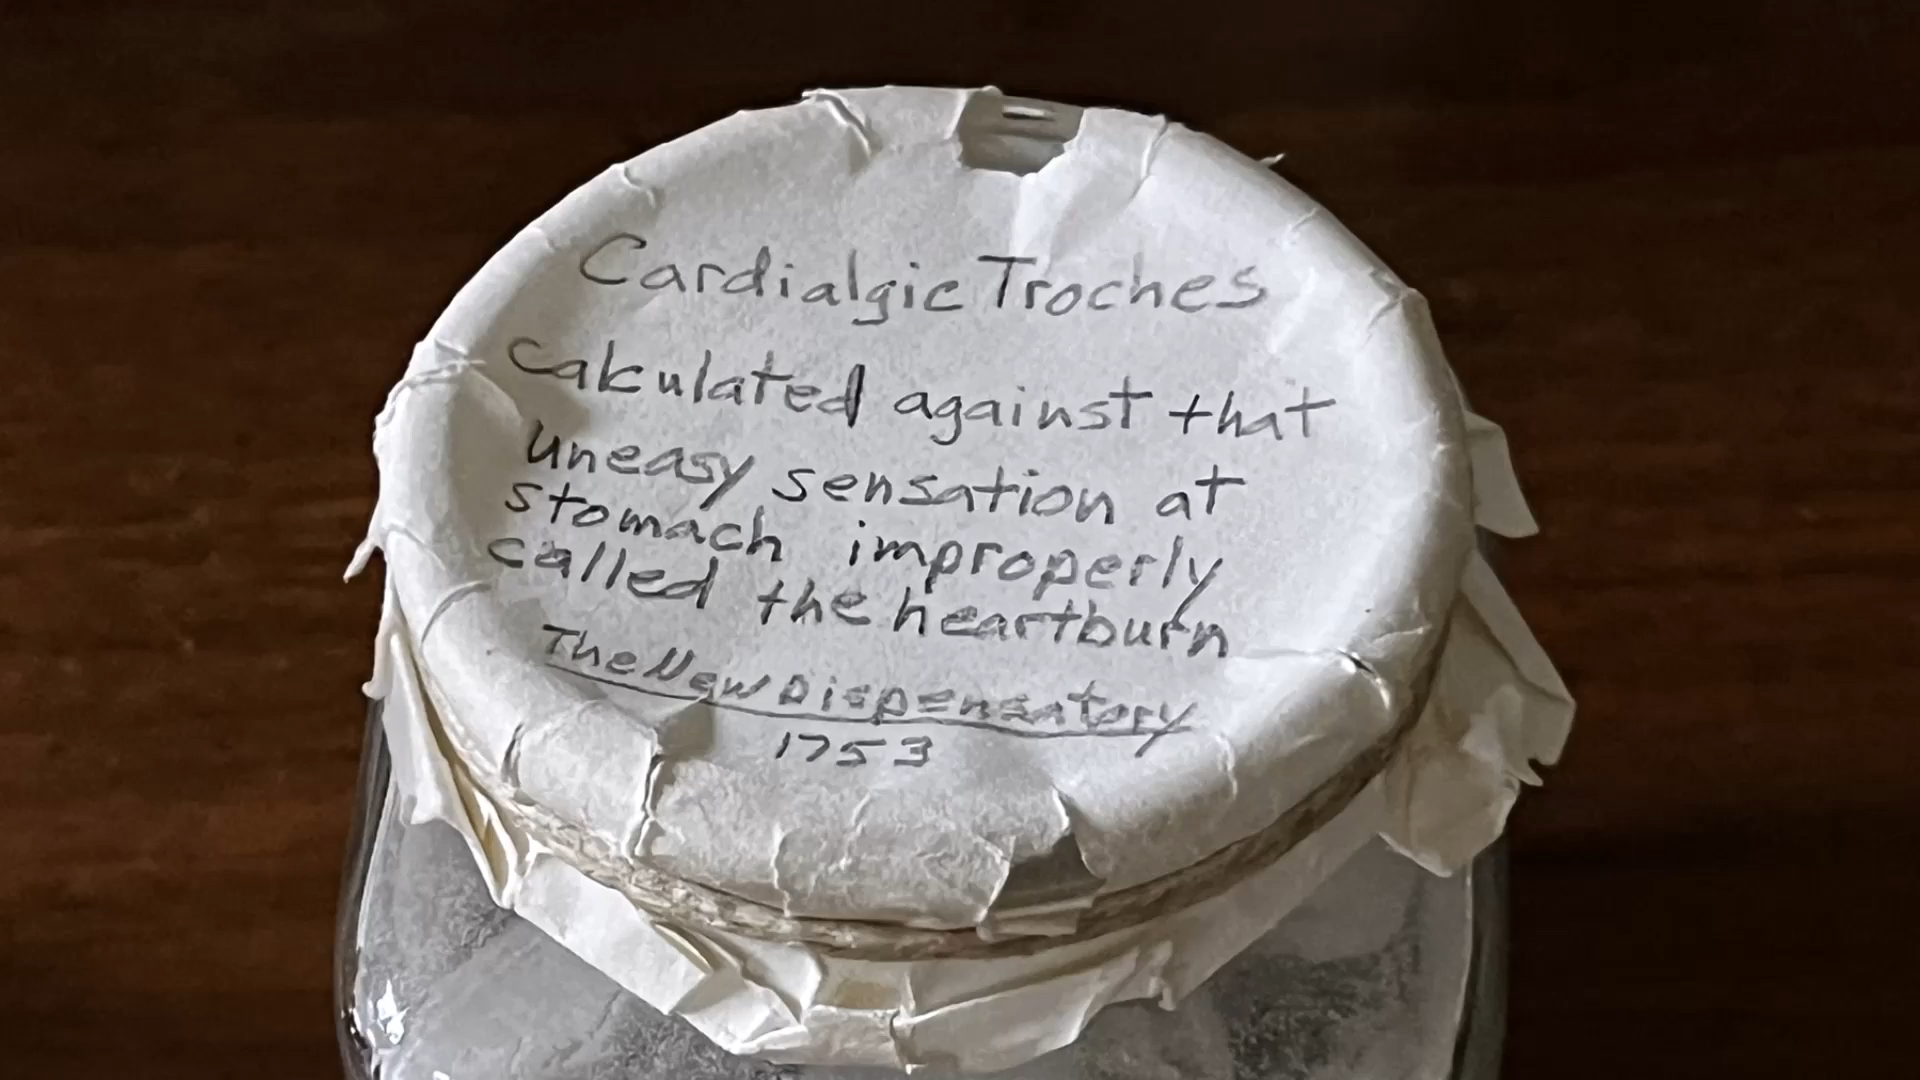 Cardialgic Troches
calculated against that
uneasy sensation at
stomach improperly
called the heartburn
The New Dispensatory
1753